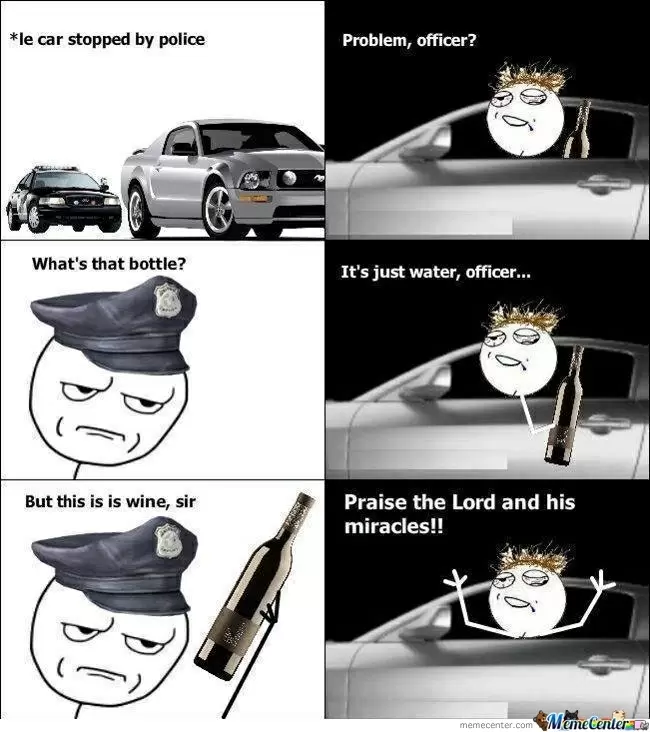 *le car stopped by police
Problem, officer?
What's that bottle?
It's just water, officer...
But this is is wine, sir
Praise the Lord and his
miracles!!
memecenter.com
MemeCenter